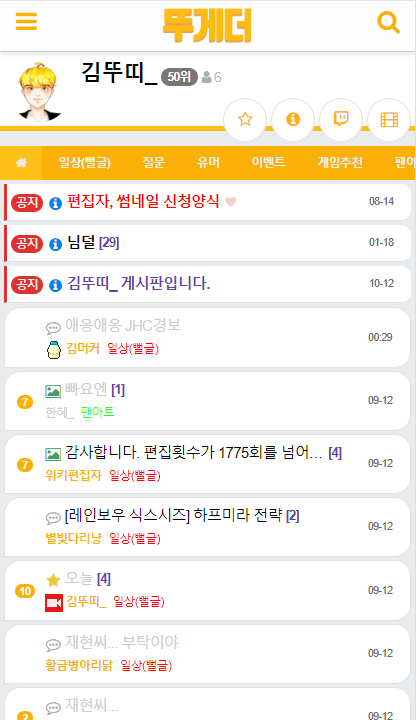 뚜게더
김뚜띠_ 50위 6
일상(뻘글) 질문 유머 이벤트 게임추천 팬아
공지 편집자, 썸네일 신청양식 08-14
공지 님덜 [29] 01-18
공지 김뚜띠_ 게시판입니다. 10-12
애옹애옹 JHC경보 00:29
김머커 일상(뻘글)
7 빠요엔 [1] 09-12
한혜_ 팬아트
7 감사합니다. 편집횟수가 1775회를 넘어… [4] 09-12
위키편집자 일상(뻘글)
[레인보우 식스시즈] 하프미라 전략 [2] 09-12
별빛다리냥 일상(뻘글)
10 오늘 [4] 09-12
김뚜띠_ 일상(뻘글)
재현씨... 부탁이야 09-12
황금병아리닭 일상(뻘글)
2 재현씨... 09-12